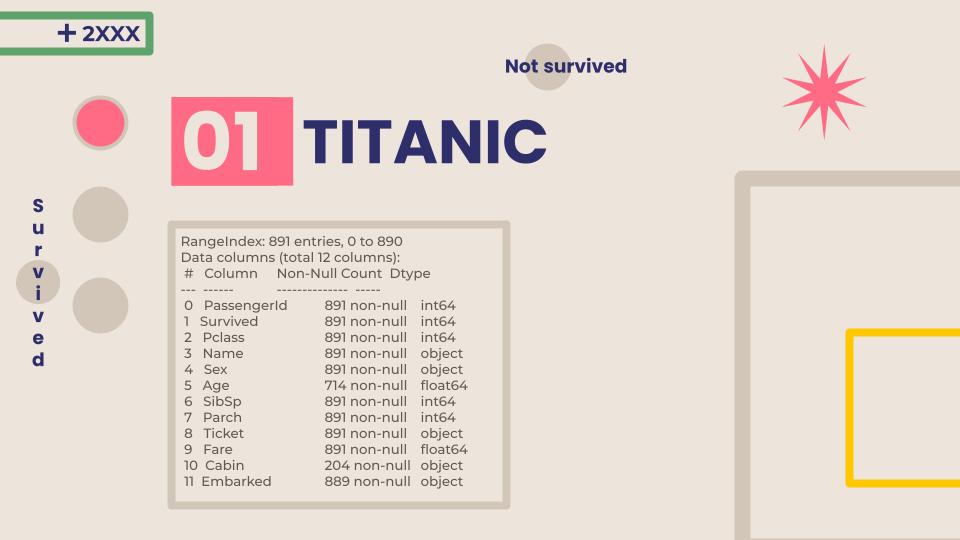 + 2XXX
Not survived
01 TITANIC
Survived
RangeIndex: 891 entries, 0 to 890
Data columns (total 12 columns):
# Column Non-Null Count Dtype
--- ------ -------------- -----
0 PassengerId 891 non-null int64
1 Survived 891 non-null int64
2 Pclass 891 non-null int64
3 Name 891 non-null object
4 Sex 891 non-null object
5 Age 714 non-null float64
6 SibSp 891 non-null int64
7 Parch 891 non-null int64
8 Ticket 891 non-null object
9 Fare 891 non-null float64
10 Cabin 204 non-null object
11 Embarked 889 non-null object